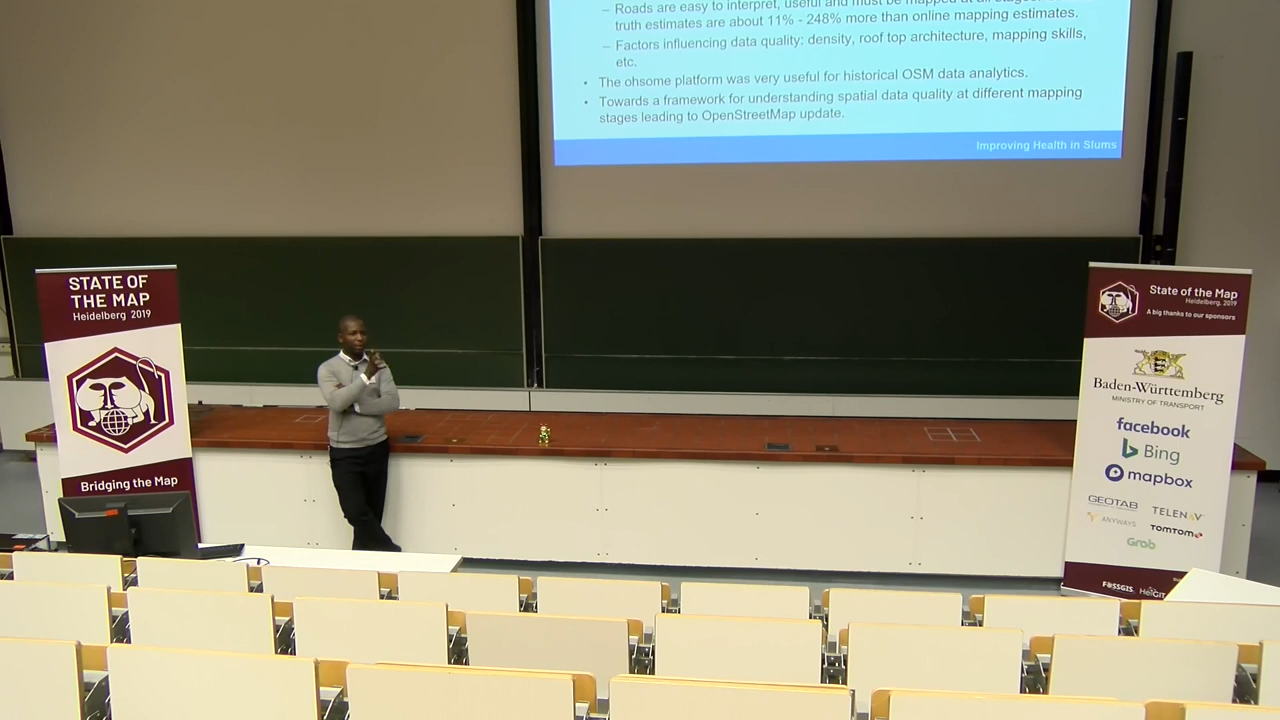 – Roads are easy to interpret, useful and must be mapped at all stages.
truth estimates are about 11% - 248% more than online mapping estimates.
– Factors influencing data quality: density, roof top architecture, mapping skills,
etc.
• The ohsome platform was very useful for historical OSM data analytics.
• Towards a framework for understanding spatial data quality at different mapping
stages leading to OpenStreetMap update.
Improving Health in Slums
STATE OF
THE MAP
Heidelberg 2019
Bridging the Map
State of the Map
Heidelberg, 2019
A big thanks to our sponsors
Baden-Württemberg
MINISTRY OF TRANSPORT
facebook
Bing
mapbox
GEOTAB
TELENAV
ANYWAYS
TOMTOM
Grab
FOSSGIS
HeiGIT